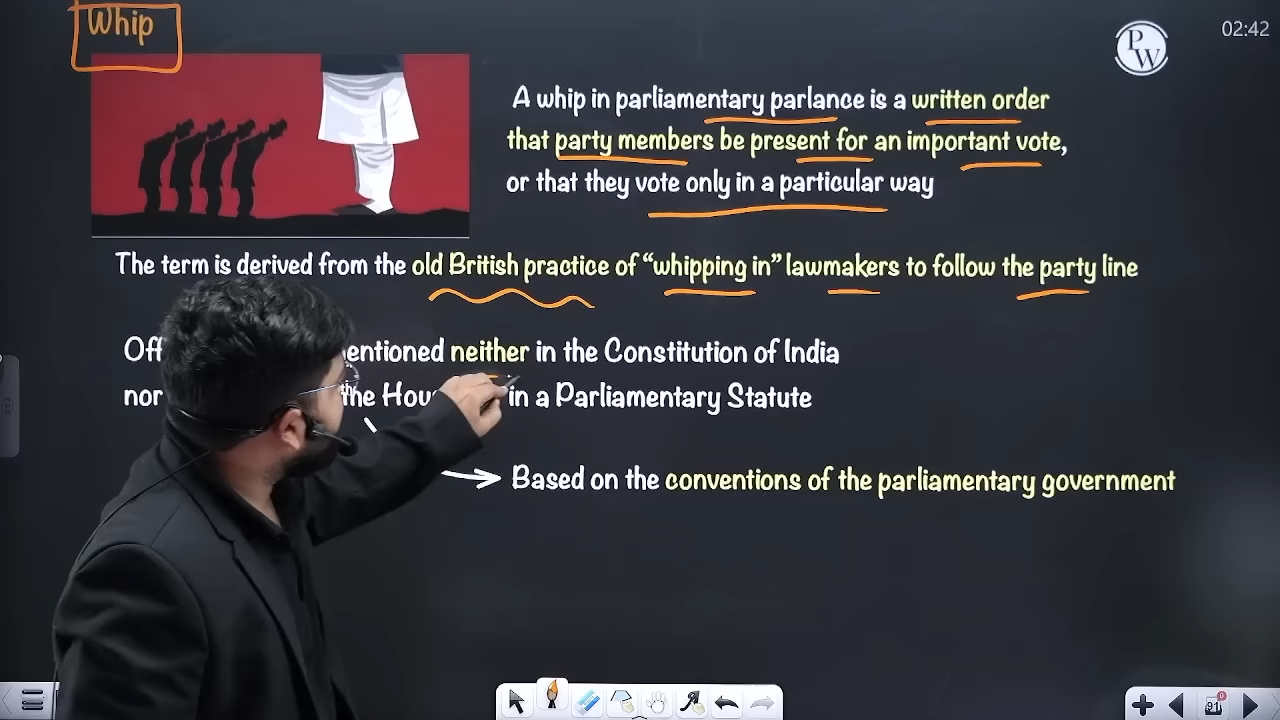 Whip
PW
02:42
A whip in parliamentary parlance is a written order
that party members be present for an important vote,
or that they vote only in a particular way
The term is derived from the old British practice of “whipping in” lawmakers to follow the party line
neither in the Constitution of India
nor the in a Parliamentary Statute
Based on the conventions of the parliamentary government
91
0